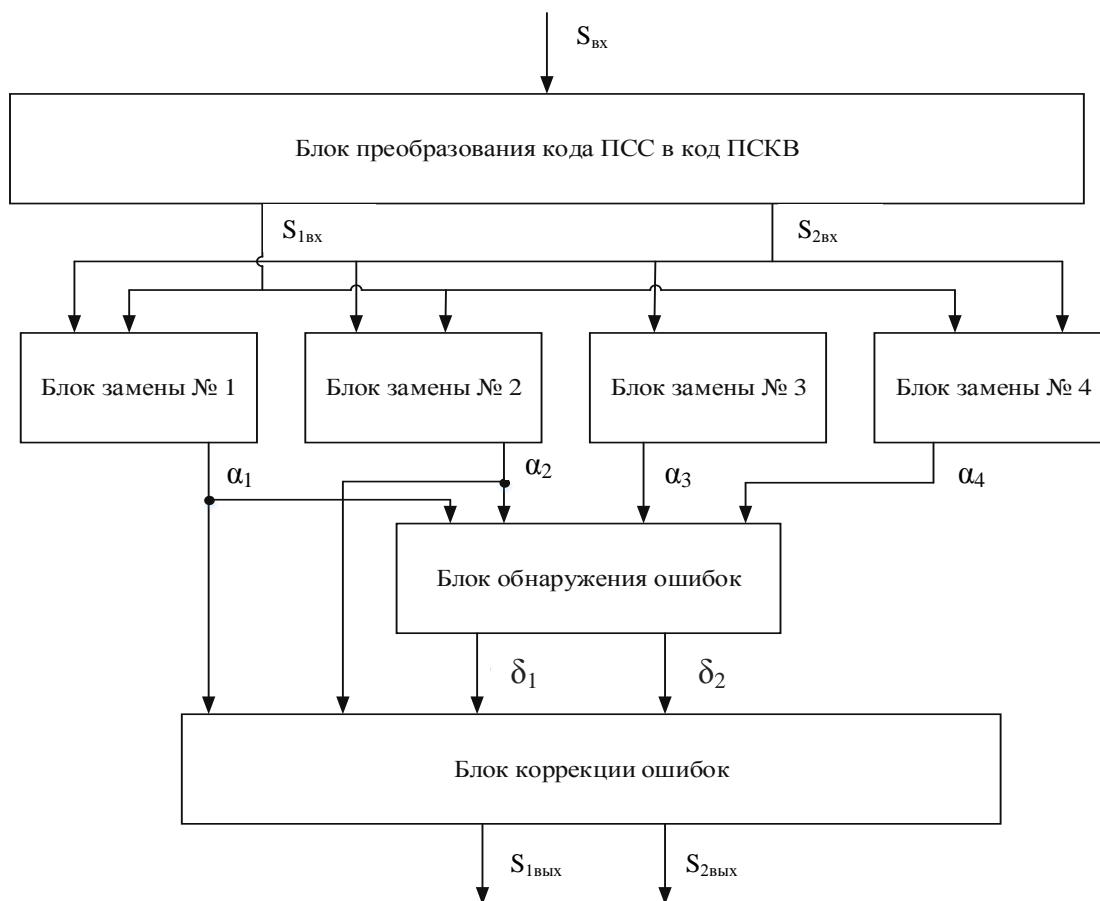 Sвх
Блок преобразования кода ПСС в код ПСКВ
S1вх
S2вх
Блок замены № 1
Блок замены № 2
Блок замены № 3
Блок замены № 4
α1
α2
α3
α4
Блок обнаружения ошибок
δ1
δ2
Блок коррекции ошибок
S1вых
S2вых